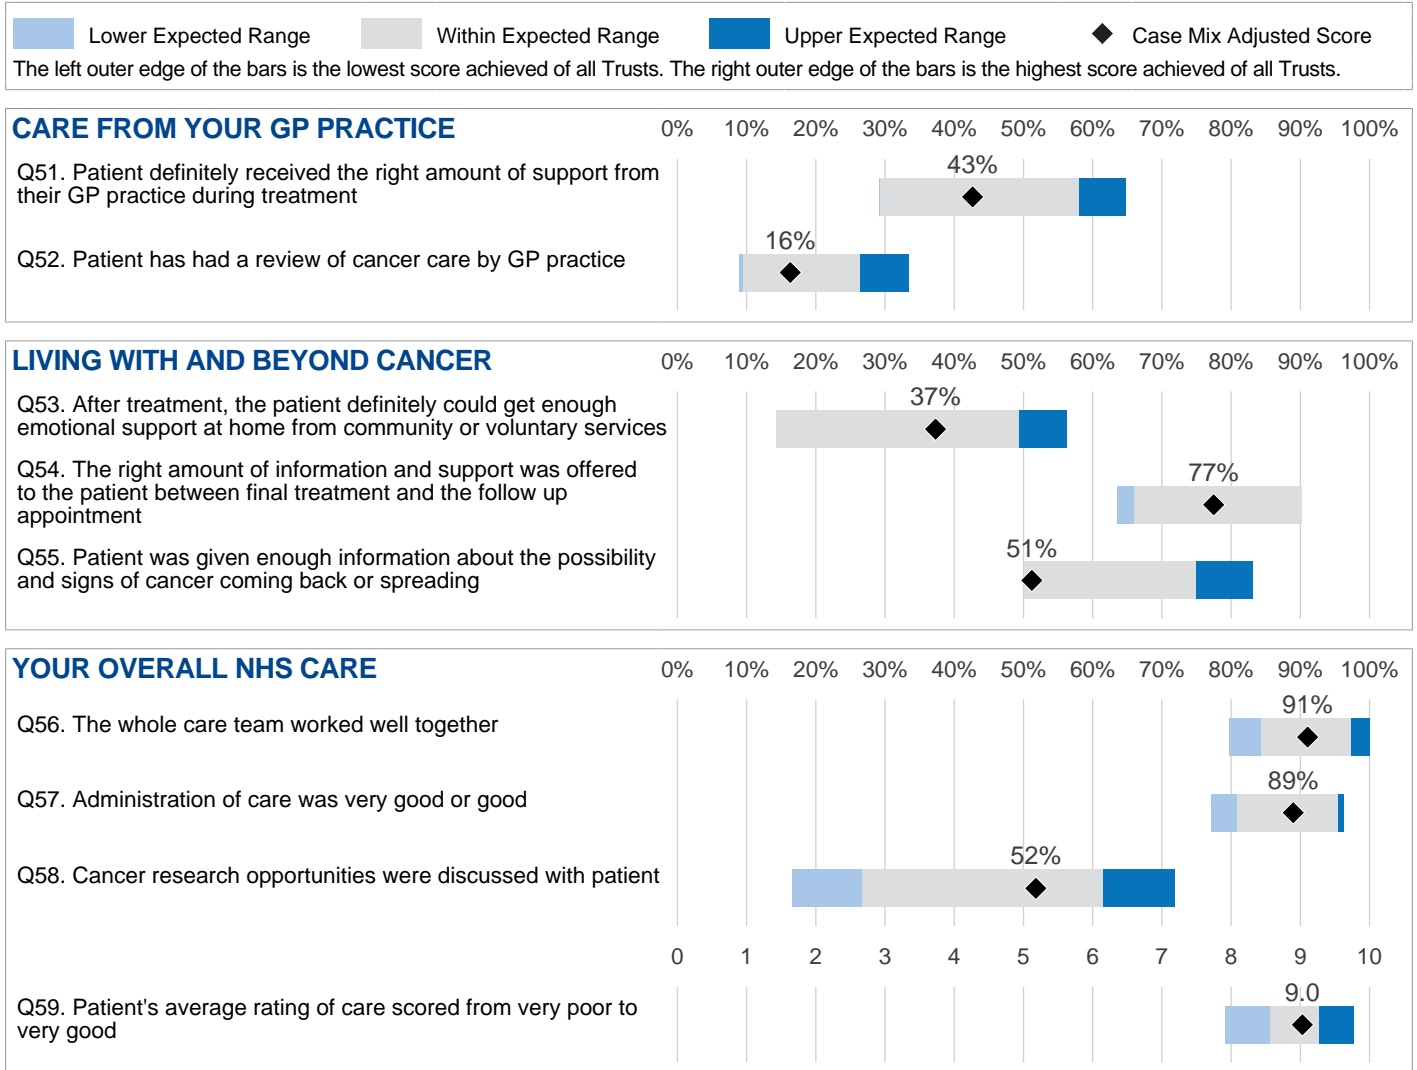 Lower Expected Range Within Expected Range Upper Expected Range Case Mix Adjusted Score
The left outer edge of the bars is the lowest score achieved of all Trusts. The right outer edge of the bars is the highest score achieved of all Trusts.
CARE FROM YOUR GP PRACTICE 0% 10% 20% 30% 40% 50% 60% 70% 80% 90% 100%
43%
Q51. Patient definitely received the right amount of support from
their GP practice during treatment
16%
Q52. Patient has had a review of cancer care by GP practice
LIVING WITH AND BEYOND CANCER 0% 10% 20% 30% 40% 50% 60% 70% 80% 90% 100%
37%
Q53. After treatment, the patient definitely could get enough
emotional support at home from community or voluntary services
Q54. The right amount of information and support was offered
77%
to the patient between final treatment and the follow up
appointment
51%
Q55. Patient was given enough information about the possibility
and signs of cancer coming back or spreading
YOUR OVERALL NHS CARE 0% 10% 20% 30% 40% 50% 60% 70% 80% 90% 100%
91%
Q56. The whole care team worked well together
89%
Q57. Administration of care was very good or good
52%
Q58. Cancer research opportunities were discussed with patient
0 1 2 3 4 5 6 7 8 9 10
9.0
Q59. Patient's average rating of care scored from very poor to
very good